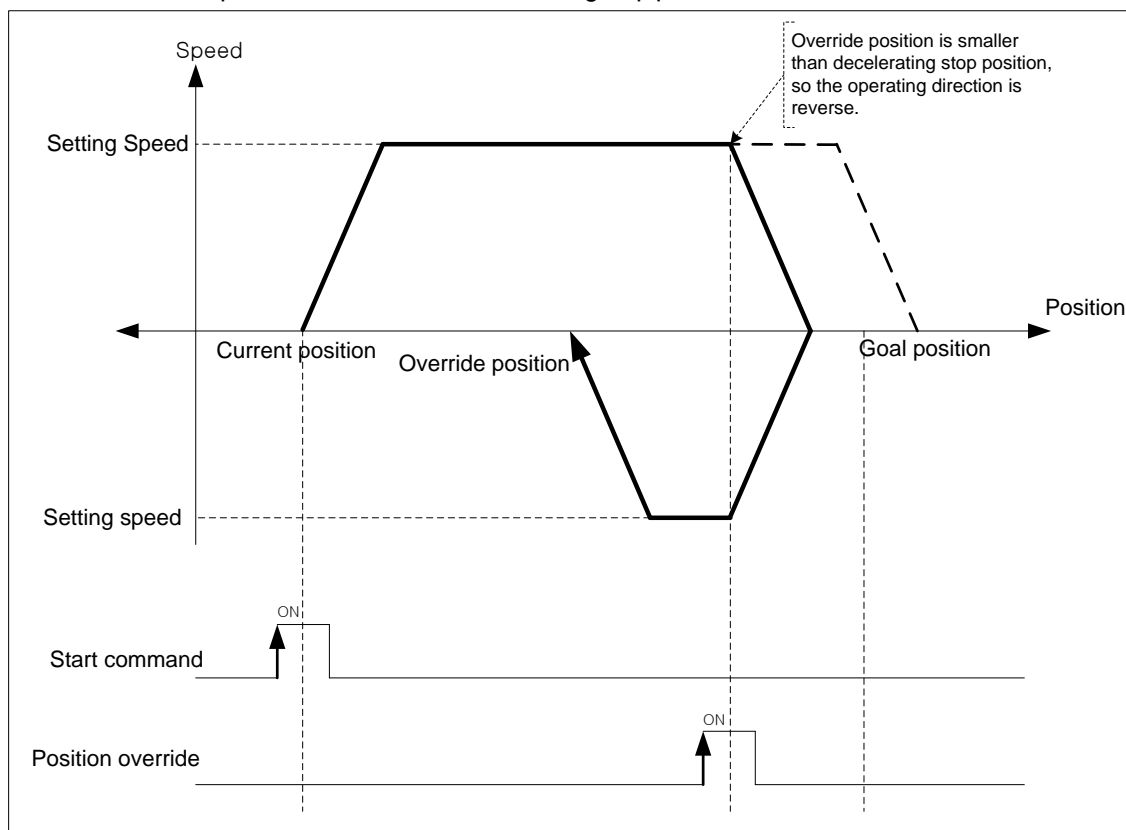 Speed
Override position is smaller
than decelerating stop position,
so the operating direction is
reverse.
Setting Speed
Position
Current position
Override position
Goal position
Setting speed
ON
Start command
ON
Position override